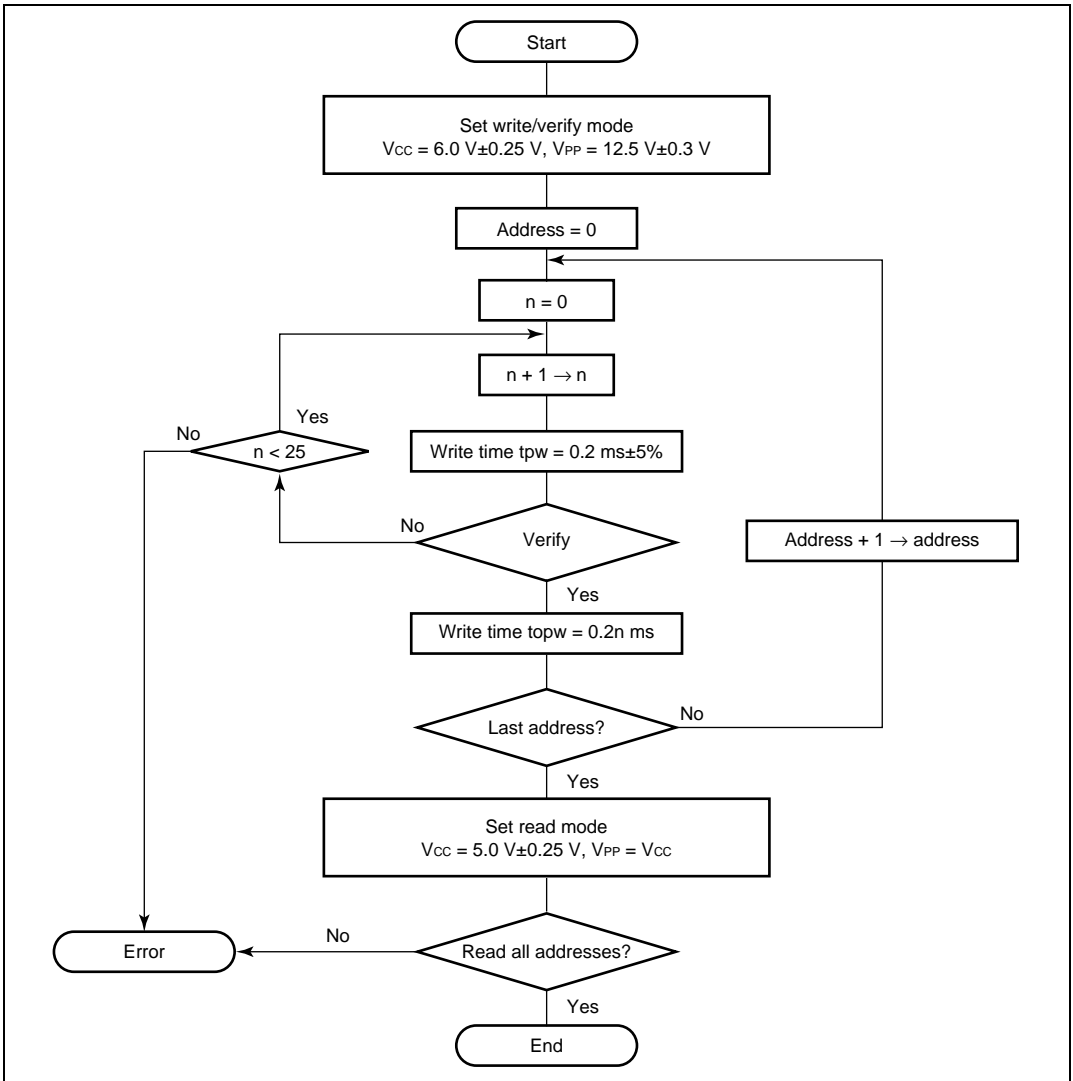 Start
Set write/verify mode
VCC = 6.0 V±0.25 V, VPP = 12.5 V±0.3 V
Address = 0
n = 0
n + 1 → n
Yes
No
n < 25
Write time tpw = 0.2 ms±5%
No
Verify
Address + 1 → address
Yes
Write time topw = 0.2n ms
Last address?
No
Yes
Set read mode
VCC = 5.0 V±0.25 V, VPP = VCC
Error
No
Read all addresses?
Yes
End